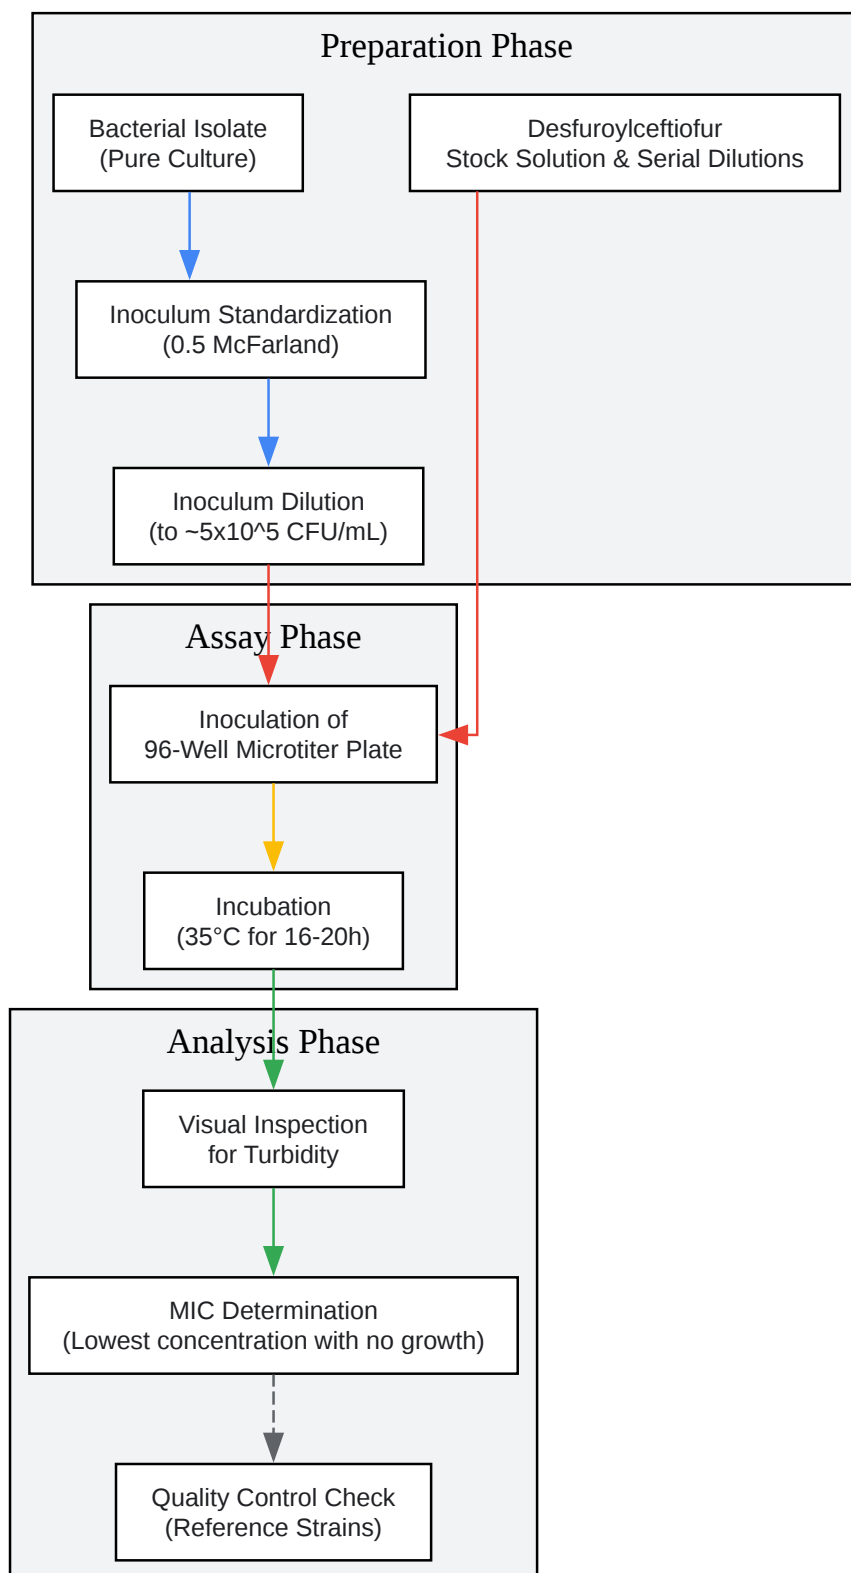 Preparation Phase
Bacterial Isolate
(Pure Culture)
Desfuroylceftiofur
Stock Solution & Serial Dilutions
Inoculum Standardization
(0.5 McFarland)
Inoculum Dilution
(to ~5x10^5 CFU/mL)
Assay Phase
Inoculation of
96-Well Microtiter Plate
Incubation
(35°C for 16-20h)
Analysis Phase
Visual Inspection
for Turbidity
MIC Determination
(Lowest concentration with no growth)
Quality Control Check
(Reference Strains)